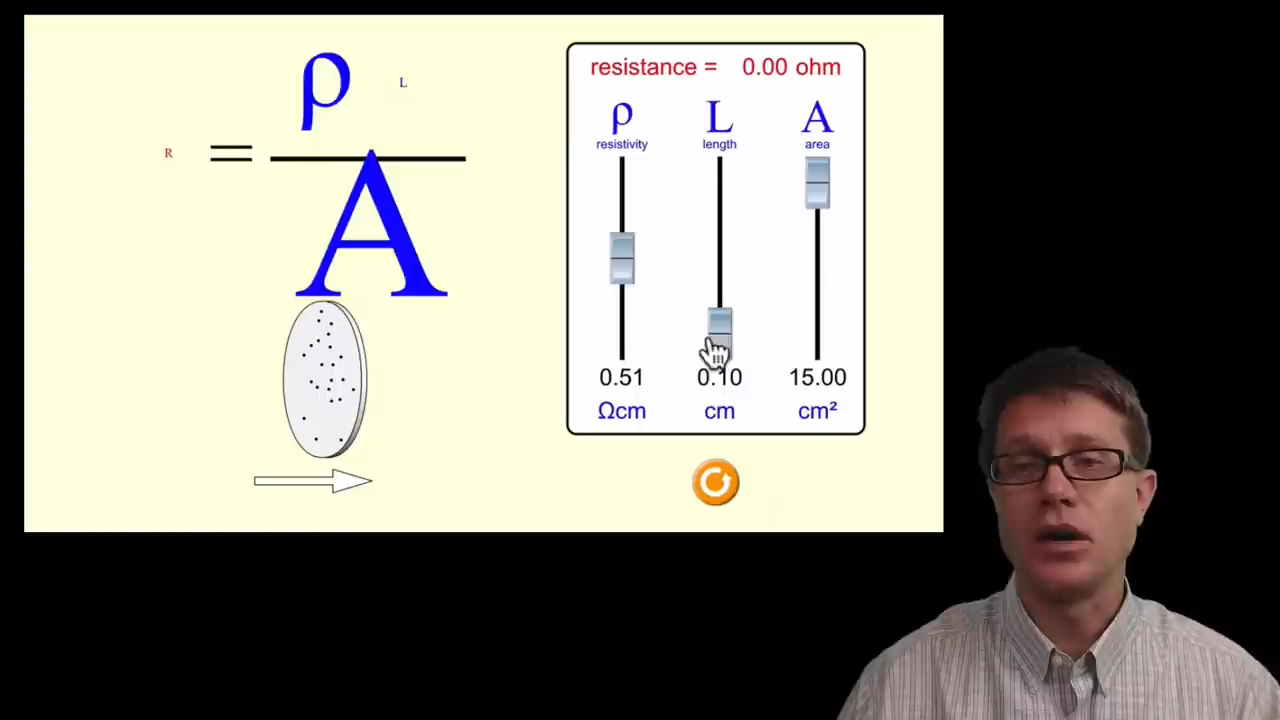 R = ρ L
A
resistance = 0.00 ohm
ρ L A
resistivity length area
0.51 0.10 15.00
Ωcm cm cm²